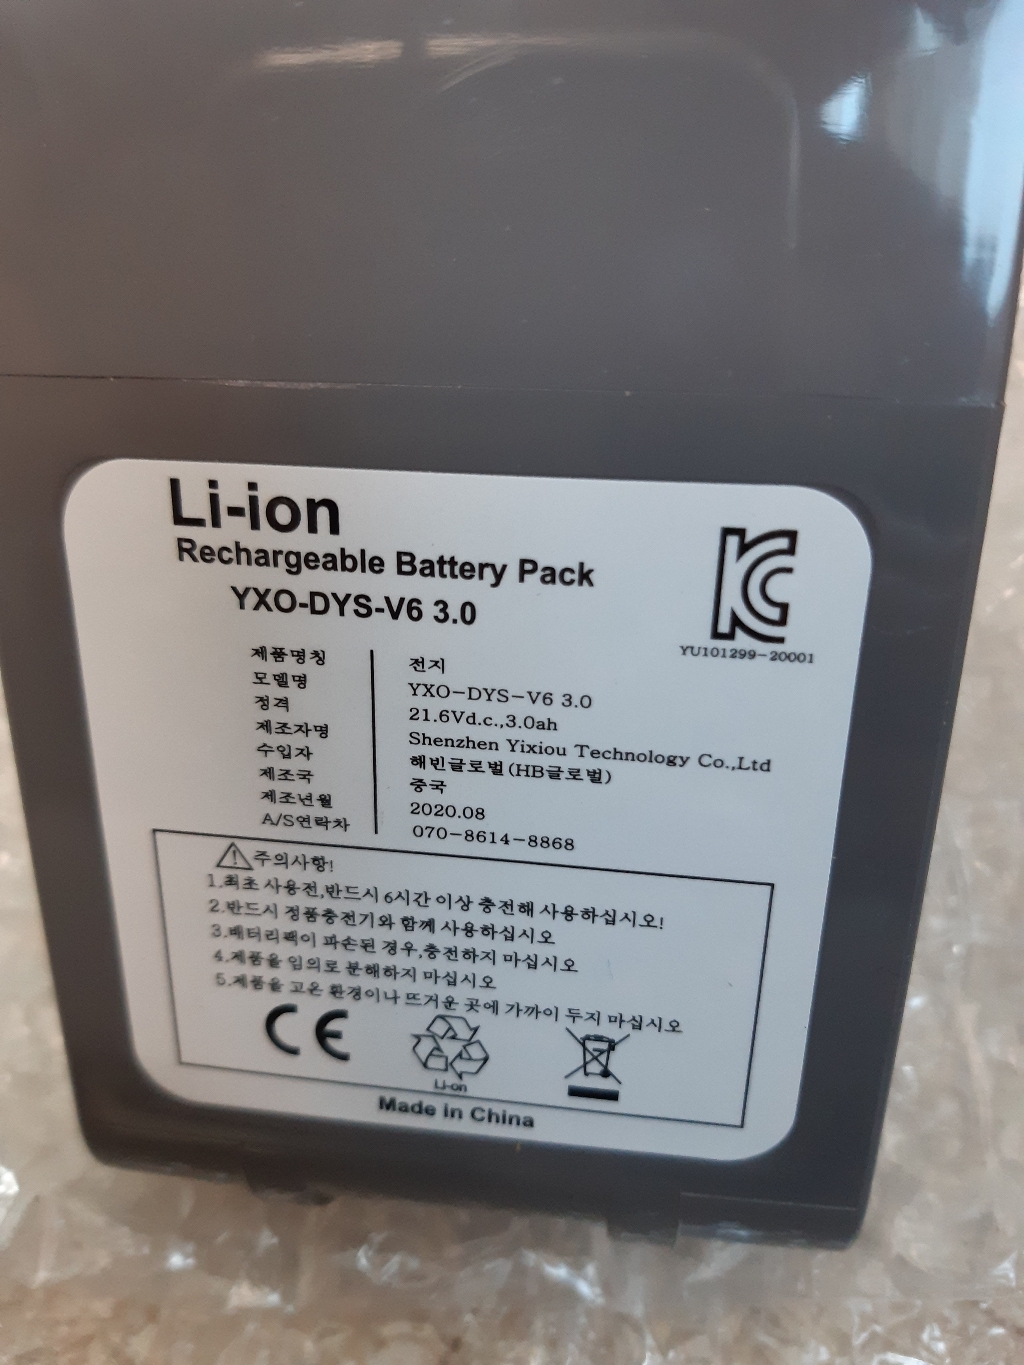 Li-ion
Rechargeable Battery Pack
YXO-DYS-V6 3.0
YU101299-20001
제품명칭 전지
모델명 YXO-DYS-V6 3.0
정격 21.6Vd.c.,3.0ah
제조자명 Shenzhen Yixiou Technology Co.,Ltd
수입자 해빈글로벌(HB글로벌)
제조국 중국
제조년월 2020.08
A/S연락차 070-8614-8868
주의사항!
1.최초 사용전,반드시 6시간 이상 충전해 사용하십시오!
2.반드시 정품충전기와 함께 사용하십시오
3.배터리팩이 파손된 경우,충전하지 마십시오
4.제품을 임의로 분해하지 마십시오
5.제품을 고온 환경이나 뜨거운 곳에 가까이 두지 마십시오
CE
Li-on
Made in China